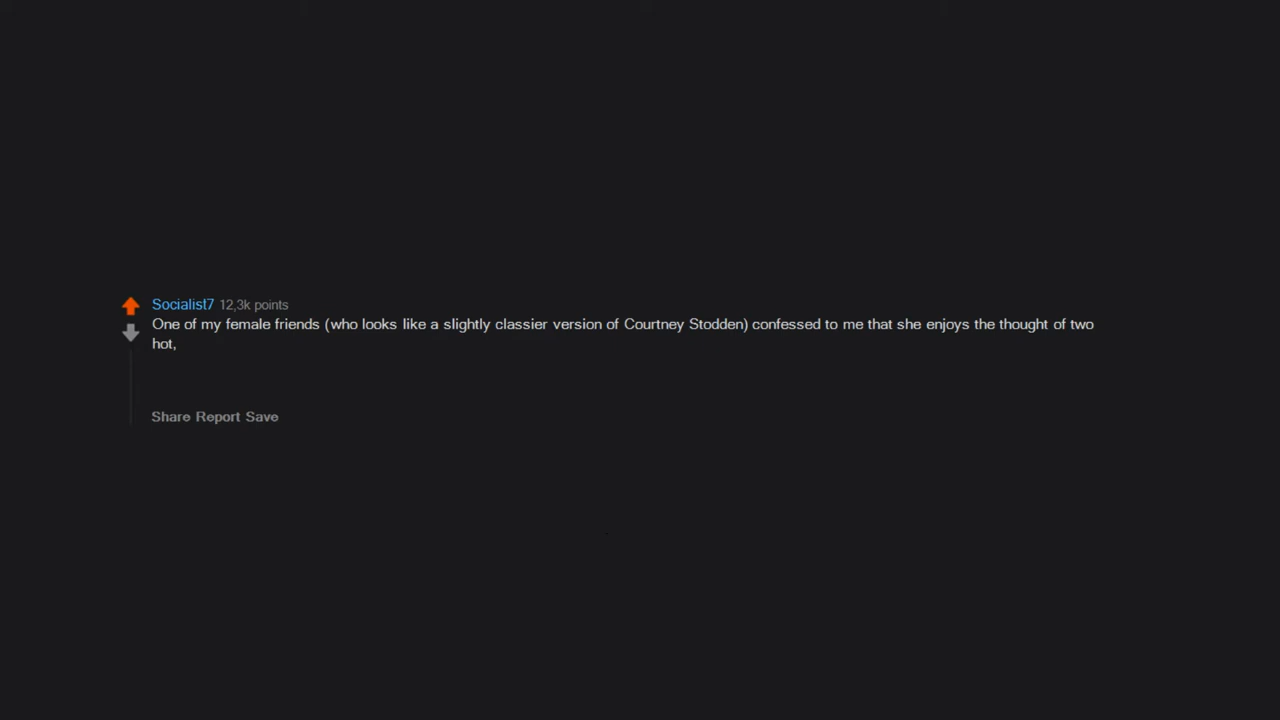 Socialist7 12,3k points
One of my female friends (who looks like a slightly classier version of Courtney Stodden) confessed to me that she enjoys the thought of two
hot,
Share Report Save